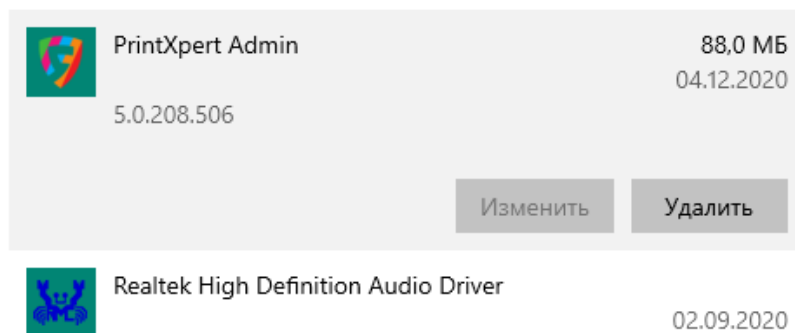 PrintXpert Admin
88,0 МБ
04.12.2020
5.0.208.506
Изменить
Удалить
Realtek High Definition Audio Driver
02.09.2020